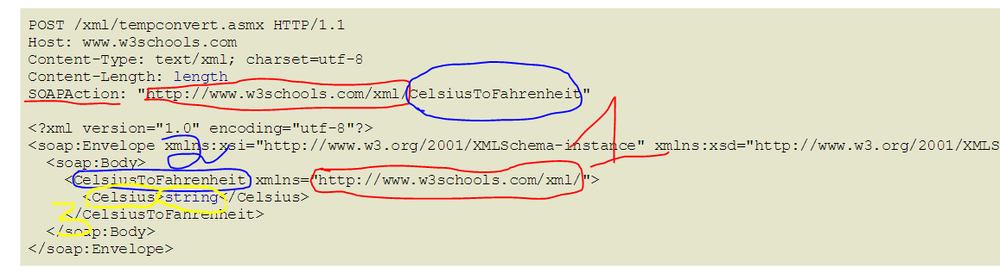 POST /xml/tempconvert.asmx HTTP/1.1
Host: www.w3schools.com
Content-Type: text/xml; charset=utf-8
Content-Length: length
SOAPAction: "http://www.w3schools.com/xml/CelsiusToFahrenheit"
<?xml version="1.0" encoding="utf-8"?>
<soap:Envelope xmlns:xsi="http://www.w3.org/2001/XMLSchema-instance" xmlns:xsd="http://www.w3.org/2001/XMLS
<soap:Body>
<CelsiusToFahrenheit xmlns="http://www.w3schools.com/xml/">
<Celsius>string</Celsius>
</CelsiusToFahrenheit>
</soap:Body>
</soap:Envelope>
1
2
3